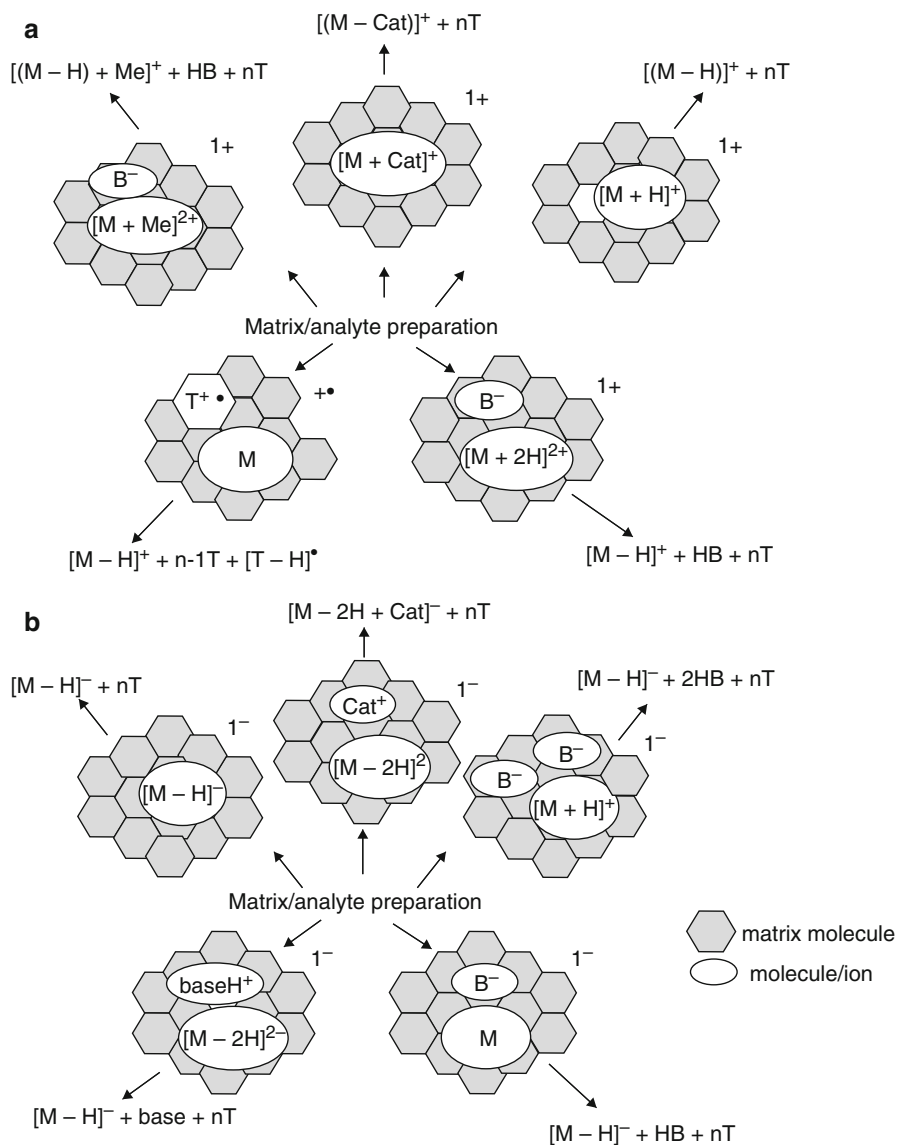 a
[(M – Cat)]⁺ + nT
[(M – H) + Me]⁺ + HB + nT
[(M – H)]⁺ + nT
1+
1+
1+
B⁻
[M + Me]²⁺
[M + Cat]⁺
[M + H]⁺
Matrix/analyte preparation
T⁺ •
+•
M
1+
B⁻
[M + 2H]²⁺
[M – H]⁺ + n-1T + [T – H]•
[M – H]⁺ + HB + nT
b
[M – 2H + Cat]⁻ + nT
[M – H]⁻ + nT
[M – H]⁻ + 2HB + nT
1⁻
1⁻
1⁻
Cat⁺
[M – 2H]²
[M – H]⁻
B⁻
B⁻
[M + H]⁺
Matrix/analyte preparation
1⁻
1⁻
baseH⁺
[M – 2H]²⁻
B⁻
M
matrix molecule
molecule/ion
[M – H]⁻ + base + nT
[M – H]⁻ + HB + nT